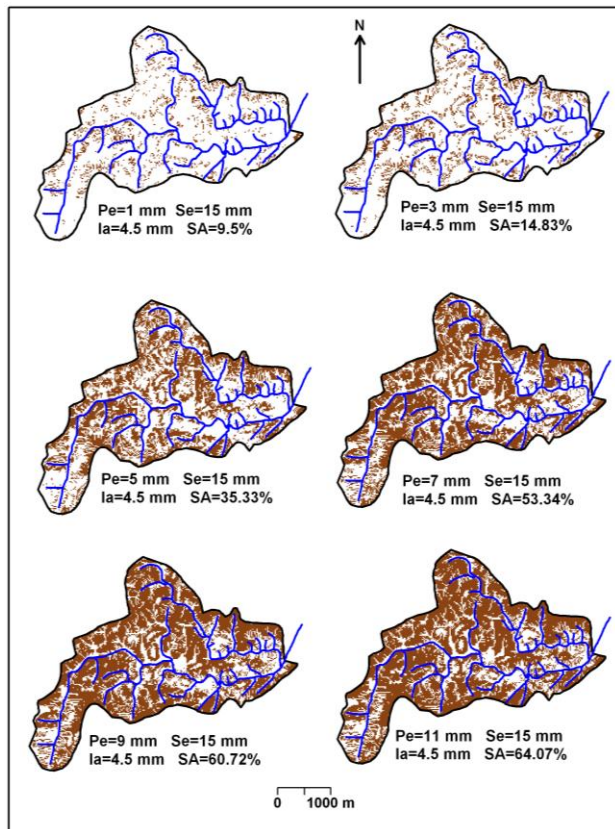 N
Pe=1 mm Se=15 mm
Ia=4.5 mm SA=9.5%
Pe=3 mm Se=15 mm
Ia=4.5 mm SA=14.83%
Pe=5 mm Se=15 mm
Ia=4.5 mm SA=35.33%
Pe=7 mm Se=15 mm
Ia=4.5 mm SA=53.34%
Pe=9 mm Se=15 mm
Ia=4.5 mm SA=60.72%
Pe=11 mm Se=15 mm
Ia=4.5 mm SA=64.07%
0 1000 m